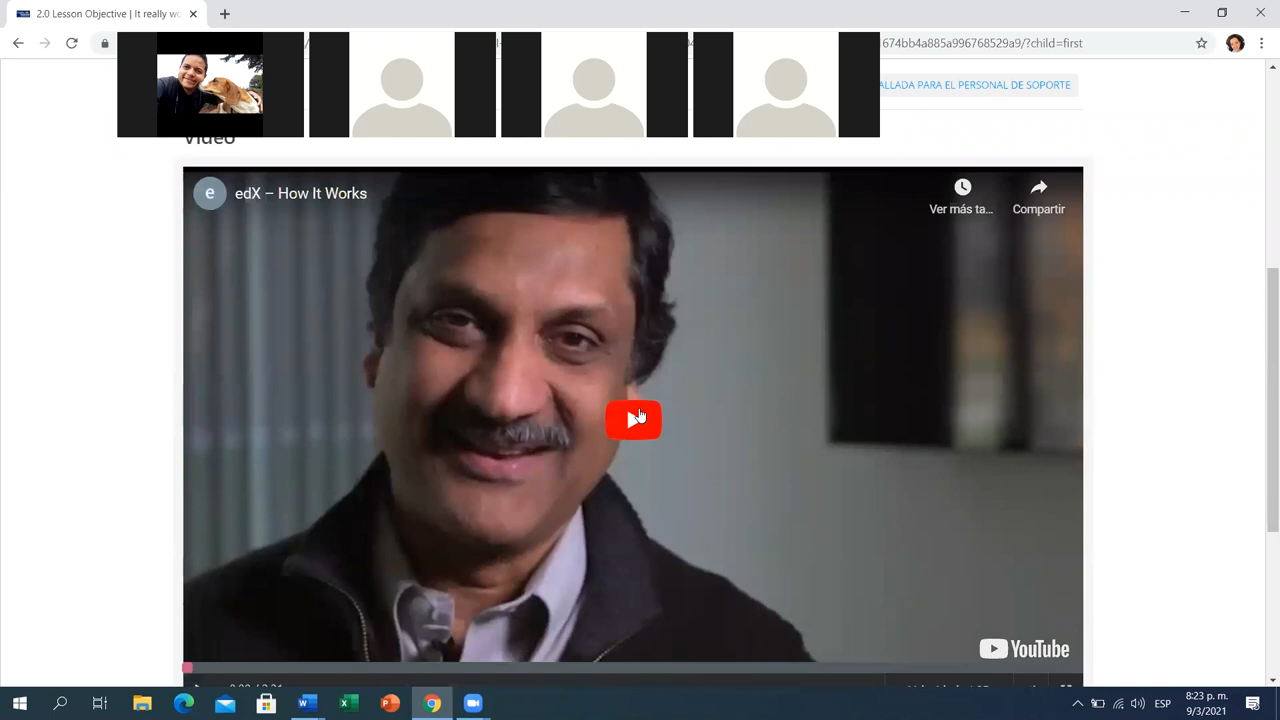 2.0 Lesson Objective | It really wo
674bb4a885a996768529a9/?child=first
ALLADA PARA EL PERSONAL DE SOPORTE
Video
e
edX – How It Works
Ver más ta...
Compartir
YouTube
ESP
8:23 p. m.
9/3/2021